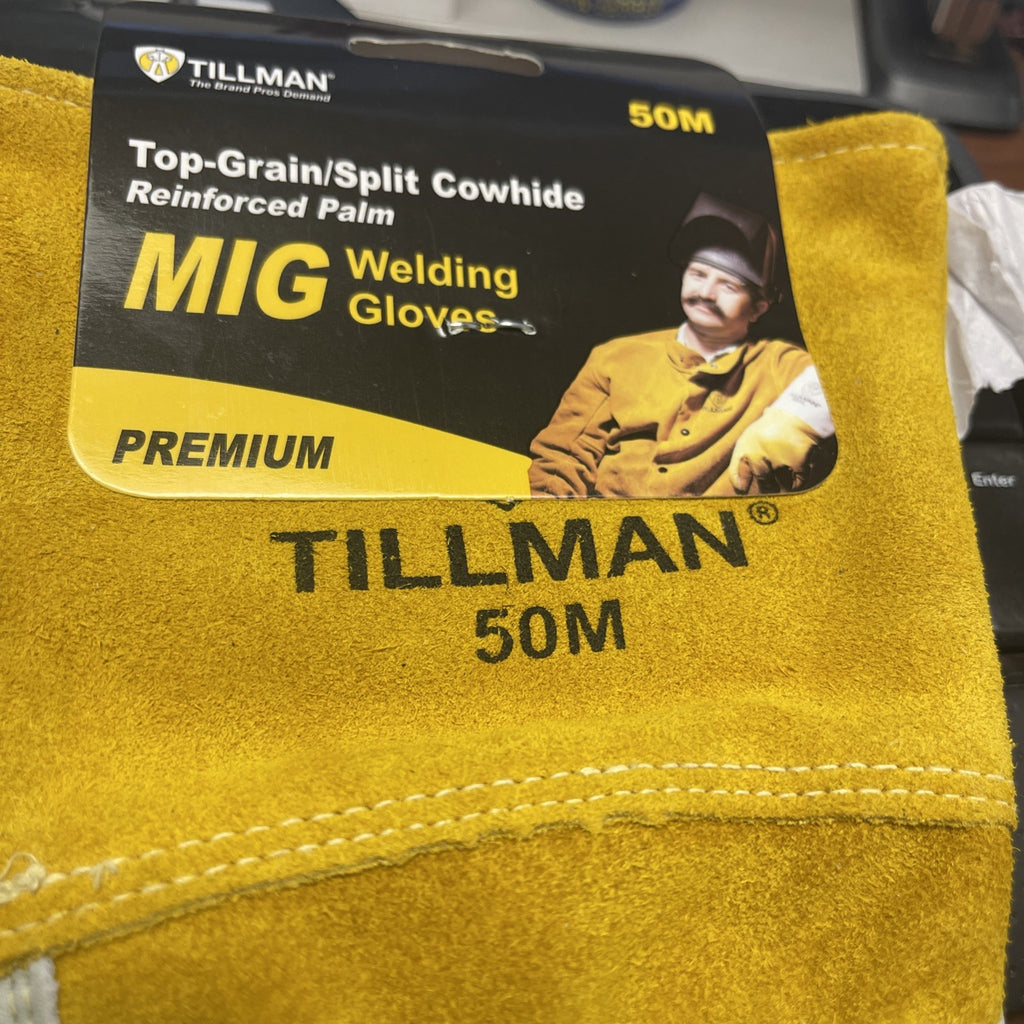 TILLMAN®
The Brand Pros Demand
50M
Top-Grain/Split Cowhide
Reinforced Palm
MIG Welding
Gloves
PREMIUM
TILLMAN®
50M
Enter